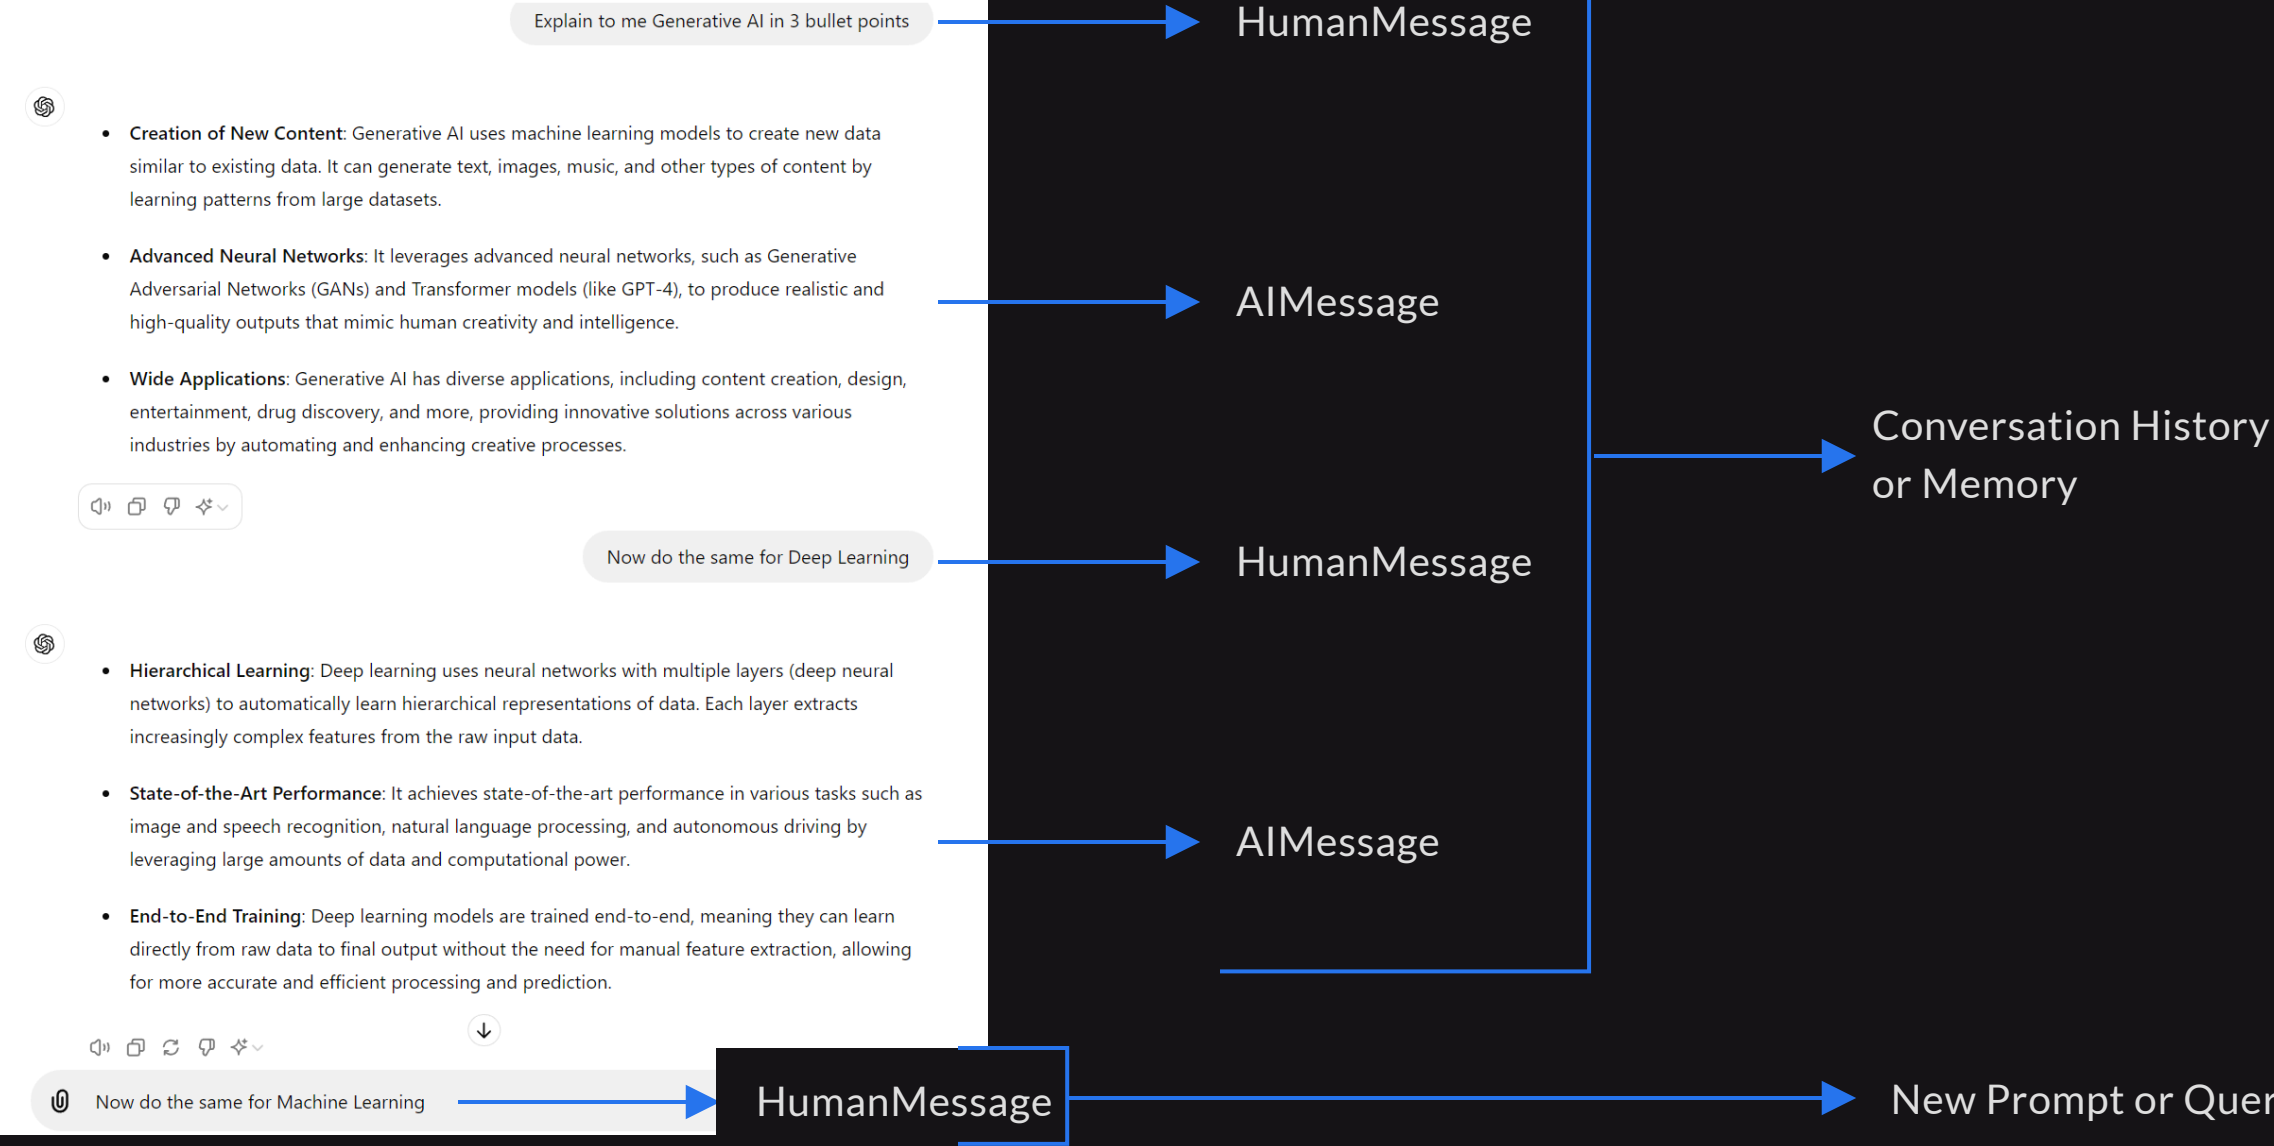 Explain to me Generative AI in 3 bullet points
HumanMessage
Creation of New Content: Generative AI uses machine learning models to create new data
similar to existing data. It can generate text, images, music, and other types of content by
learning patterns from large datasets.
Advanced Neural Networks: It leverages advanced neural networks, such as Generative
Adversarial Networks (GANs) and Transformer models (like GPT-4), to produce realistic and
high-quality outputs that mimic human creativity and intelligence.
AIMessage
Wide Applications: Generative AI has diverse applications, including content creation, design,
entertainment, drug discovery, and more, providing innovative solutions across various
industries by automating and enhancing creative processes.
Conversation History
or Memory
Now do the same for Deep Learning
HumanMessage
Hierarchical Learning: Deep learning uses neural networks with multiple layers (deep neural
networks) to automatically learn hierarchical representations of data. Each layer extracts
increasingly complex features from the raw input data.
State-of-the-Art Performance: It achieves state-of-the-art performance in various tasks such as
image and speech recognition, natural language processing, and autonomous driving by
leveraging large amounts of data and computational power.
AIMessage
End-to-End Training: Deep learning models are trained end-to-end, meaning they can learn
directly from raw data to final output without the need for manual feature extraction, allowing
for more accurate and efficient processing and prediction.
Now do the same for Machine Learning
HumanMessage
New Prompt or Quer